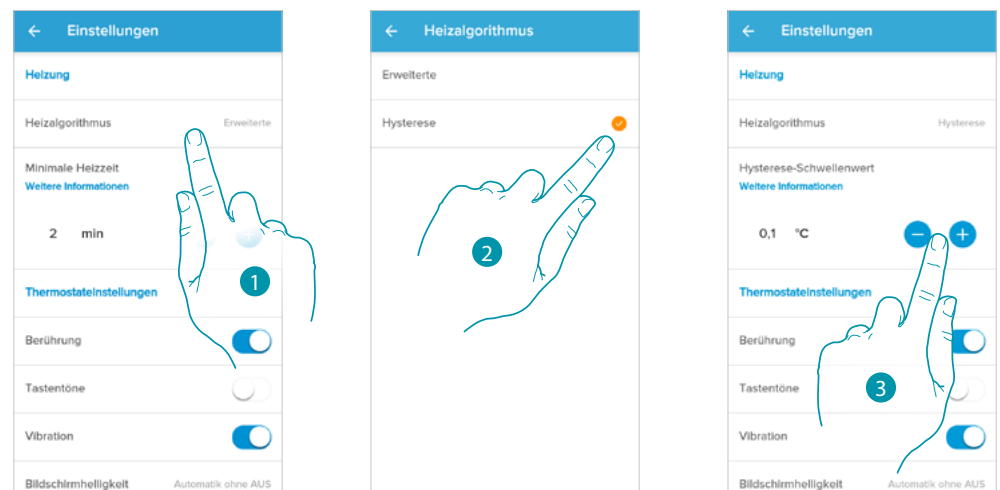 ← Einstellungen
Heizung
Heizalgorithmus Erweiterte
Minimale Heizzeit
Weitere Informationen
2 min
1
Thermostateinstellungen
Berührung
Tastentöne
Vibration
Bildschirmhelligkeit Automatik ohne AUS
← Heizalgorithmus
Erweiterte
Hysterese
2
← Einstellungen
Heizung
Heizalgorithmus Hysterese
Hysterese-Schwellenwert
Weitere Informationen
0,1 °C − +
Thermostateinstellungen
Berührung
Tastentöne
3
Vibration
Bildschirmhelligkeit Automatik ohne AUS